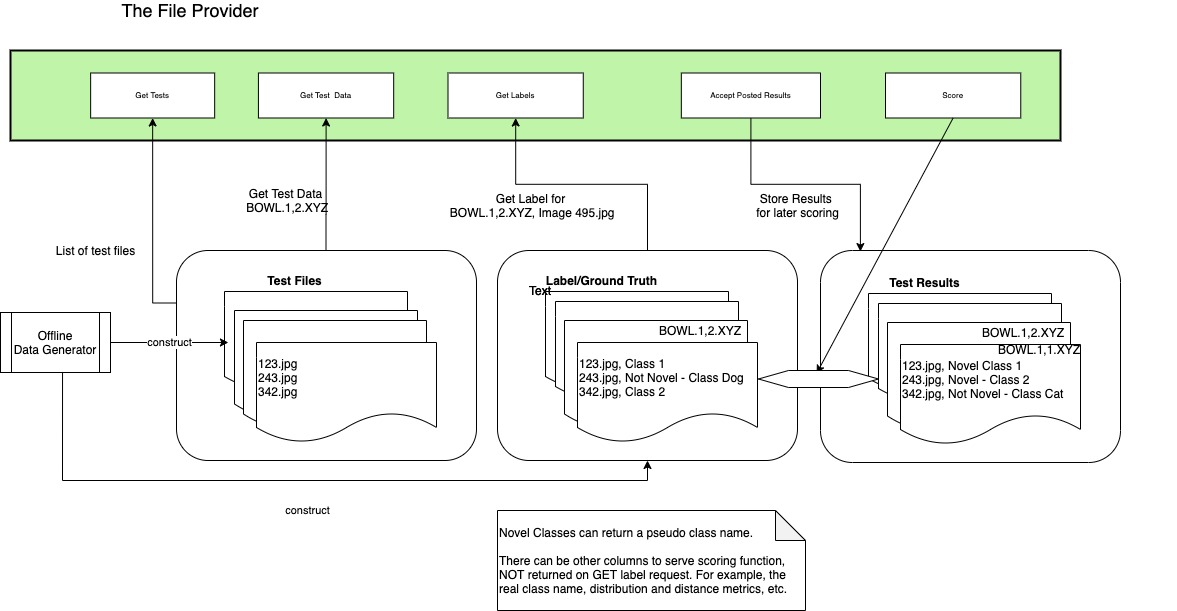 The File Provider
Get Tests
Get Test Data
Get Labels
Accept Posted Results
Score
Get Test Data
BOWL.1,2.XYZ
Get Label for
BOWL.1,2.XYZ, Image 495.jpg
Store Results
for later scoring
List of test files
Test Files
Label/Ground Truth
Text
Test Results
Offline
Data Generator
construct
123.jpg
243.jpg
342.jpg
BOWL.1,2.XYZ
123.jpg, Class 1
243.jpg, Not Novel - Class Dog
342.jpg, Class 2
BOWL.1,2.XYZ
BOWL.1,1.XYZ
123.jpg, Novel Class 1
243.jpg, Novel - Class 2
342.jpg, Not Novel - Class Cat
construct
Novel Classes can return a pseudo class name.
There can be other columns to serve scoring function,
NOT returned on GET label request. For example, the
real class name, distribution and distance metrics, etc.